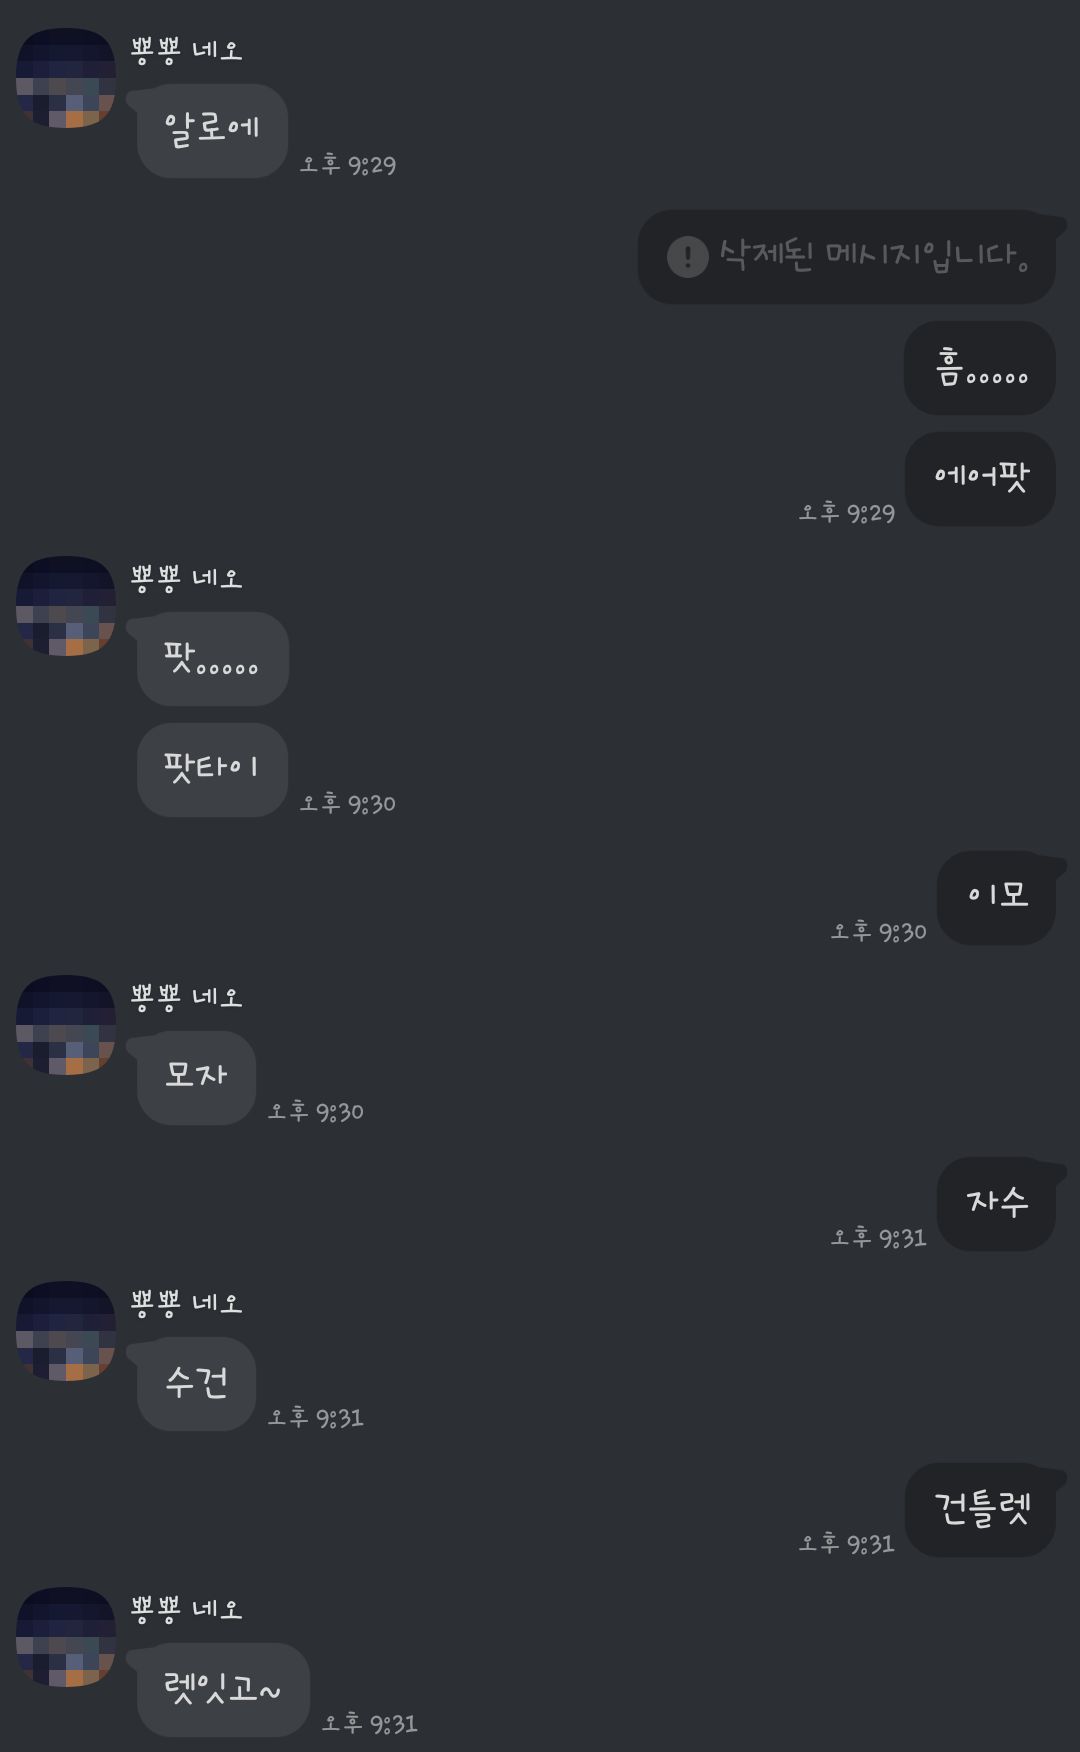 뿅뿅 네오
알로에
오후 9:29
삭제된 메시지입니다.
흠.....
에어팟
오후 9:29
뿅뿅 네오
팟.....
팟타이
오후 9:30
이모
오후 9:30
뿅뿅 네오
모자
오후 9:30
자수
오후 9:31
뿅뿅 네오
수건
오후 9:31
건틀렛
오후 9:31
뿅뿅 네오
렛잇고~
오후 9:31